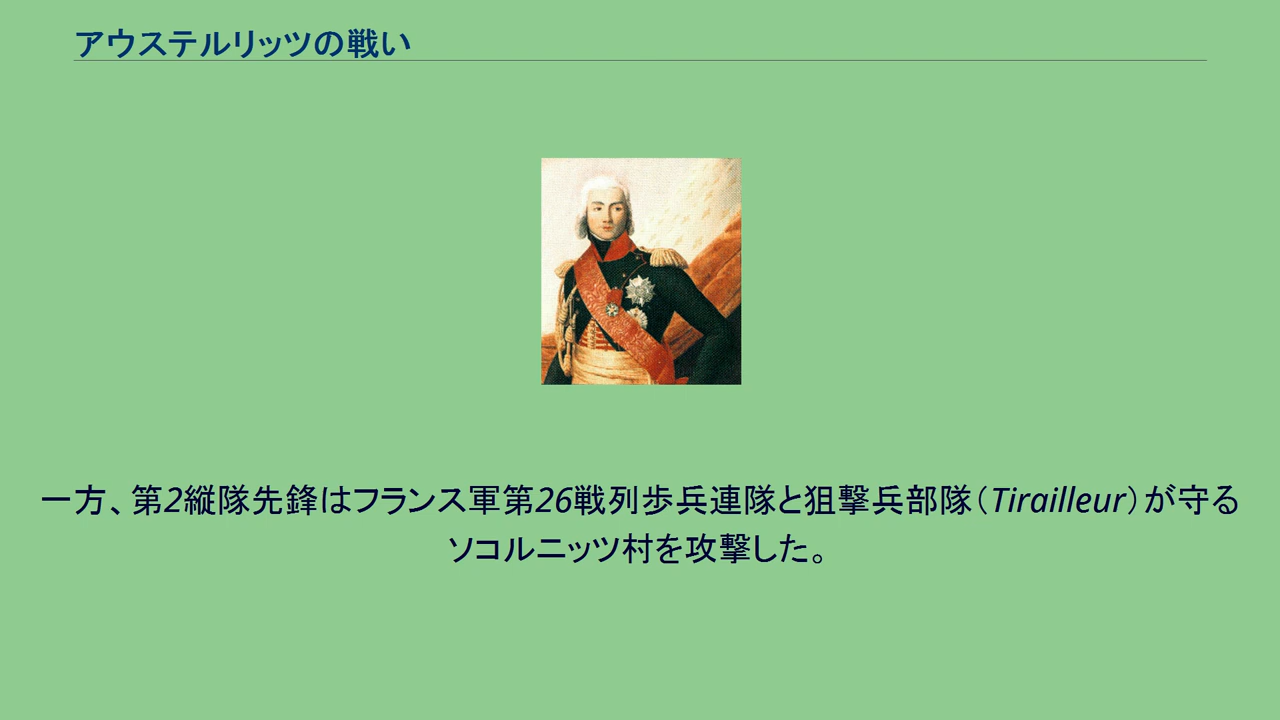 アウステルリッツの戦い
一方、第2縦隊先鋒はフランス軍第26戦列歩兵連隊と狙撃兵部隊（Tirailleur）が守る
ソコルニッツ村を攻撃した。